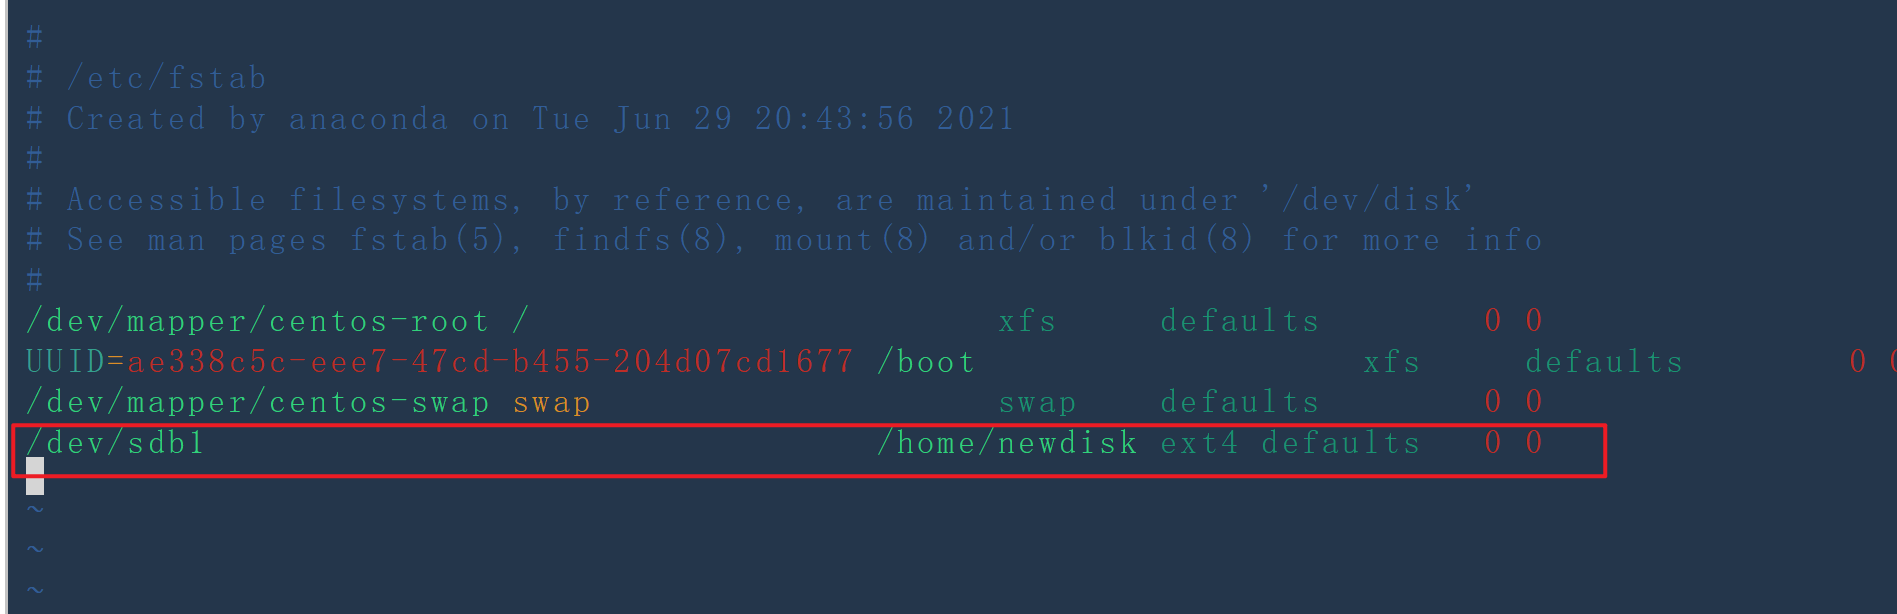 #
# /etc/fstab
# Created by anaconda on Tue Jun 29 20:43:56 2021
#
# Accessible filesystems, by reference, are maintained under '/dev/disk'
# See man pages fstab(5), findfs(8), mount(8) and/or blkid(8) for more info
#
/dev/mapper/centos-root / xfs defaults 0 0
UUID=ae338c5c-eee7-47cd-b455-204d07cd1677 /boot xfs defaults 0 0
/dev/mapper/centos-swap swap swap defaults 0 0
/dev/sdb1 /home/newdisk ext4 defaults 0 0
~
~
~